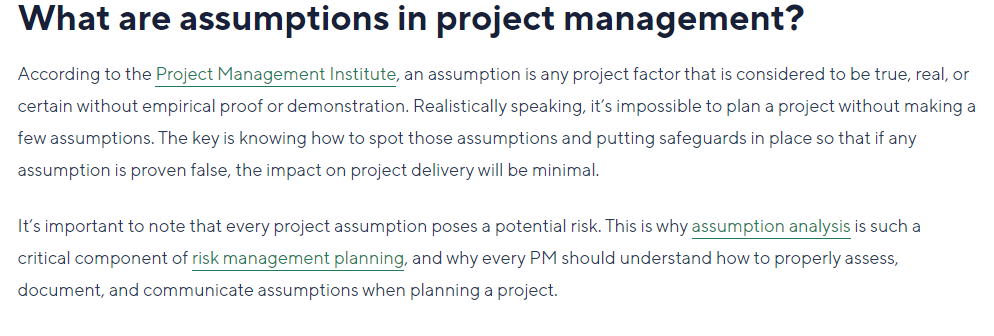 What are assumptions in project management?
According to the Project Management Institute, an assumption is any project factor that is considered to be true, real, or
certain without empirical proof or demonstration. Realistically speaking, it’s impossible to plan a project without making a
few assumptions. The key is knowing how to spot those assumptions and putting safeguards in place so that if any
assumption is proven false, the impact on project delivery will be minimal.
It’s important to note that every project assumption poses a potential risk. This is why assumption analysis is such a
critical component of risk management planning, and why every PM should understand how to properly assess,
document, and communicate assumptions when planning a project.